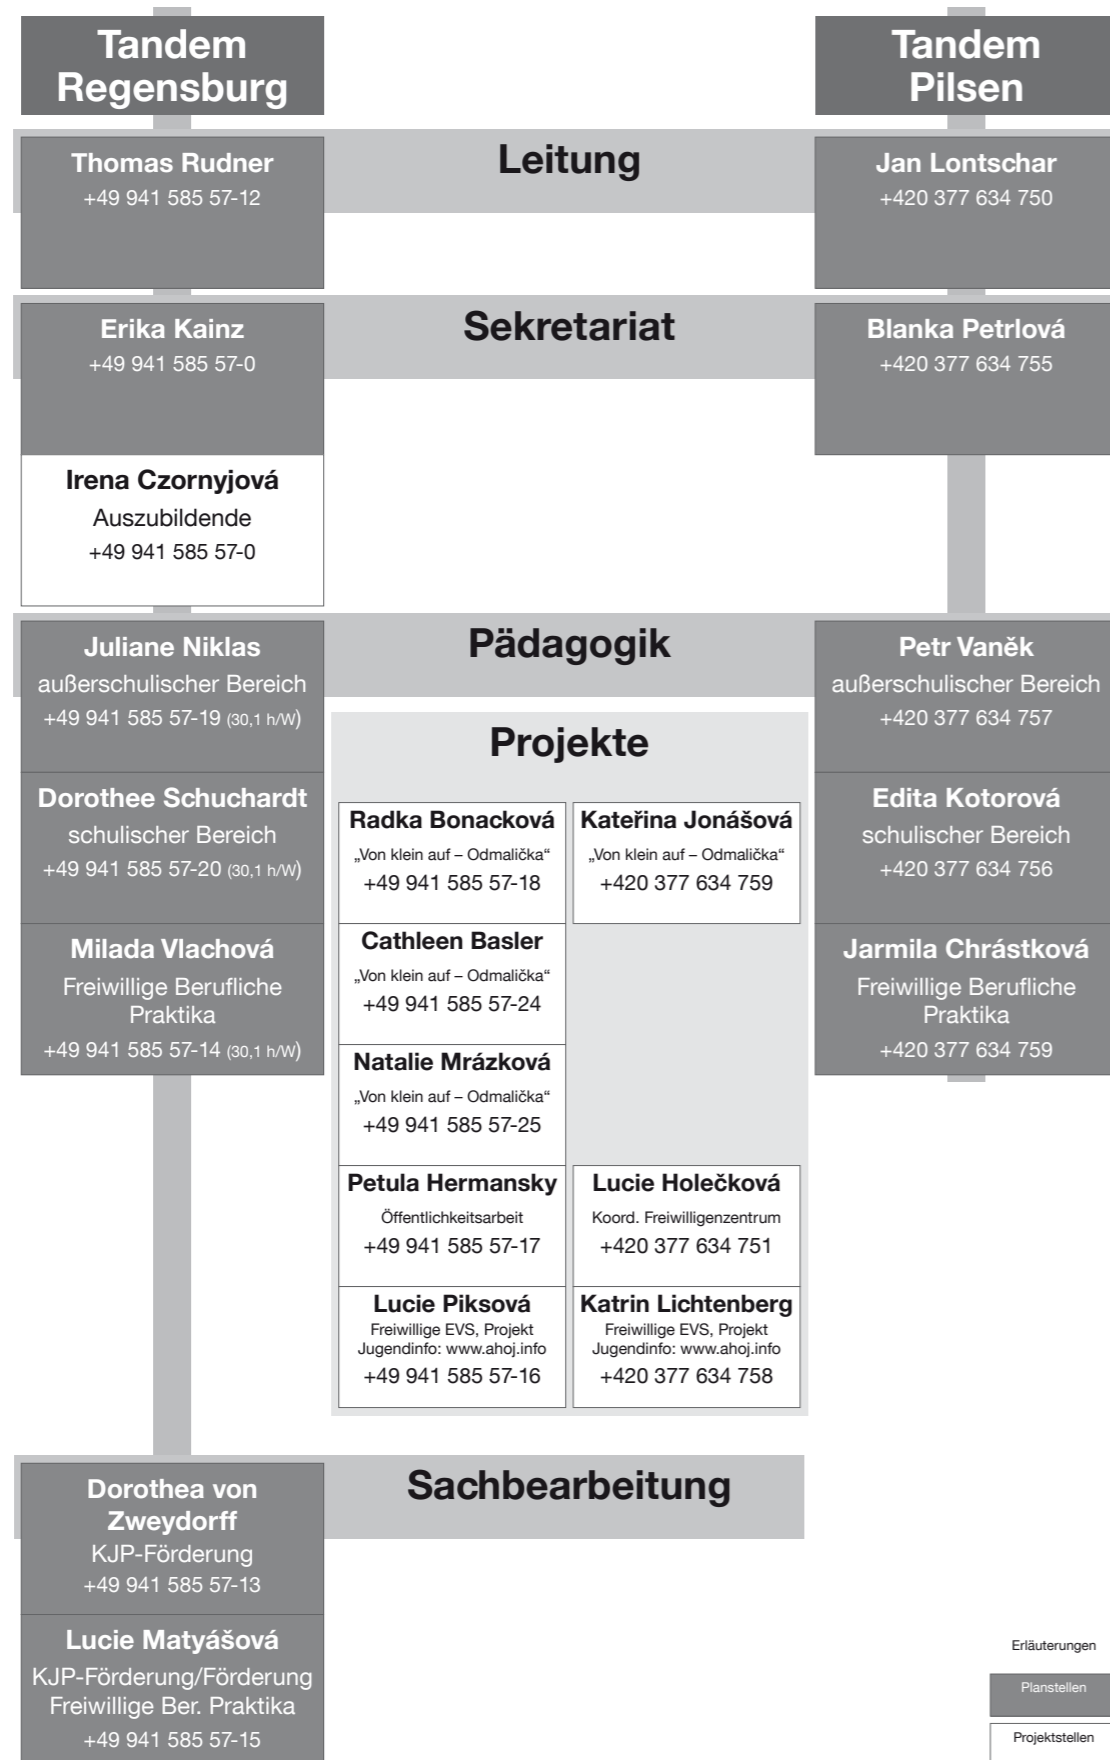 Tandem
Regensburg
Tandem
Pilsen
Leitung
Thomas Rudner
+49 941 585 57-12
Jan Lontschar
+420 377 634 750
Sekretariat
Erika Kainz
+49 941 585 57-0
Blanka Petrlová
+420 377 634 755
Irena Czornyjová
Auszubildende
+49 941 585 57-0
Pädagogik
Juliane Niklas
außerschulischer Bereich
+49 941 585 57-19 (30,1 h/W)
Dorothee Schuchardt
schulischer Bereich
+49 941 585 57-20 (30,1 h/W)
Milada Vlachová
Freiwillige Berufliche
Praktika
+49 941 585 57-14 (30,1 h/W)
Projekte
Radka Bonacková
„Von klein auf – Odmalička“
+49 941 585 57-18
Kateřina Jonášová
„Von klein auf – Odmalička“
+420 377 634 759
Cathleen Basler
„Von klein auf – Odmalička“
+49 941 585 57-24
Natalie Mrázková
„Von klein auf – Odmalička“
+49 941 585 57-25
Petula Hermansky
Öffentlichkeitsarbeit
+49 941 585 57-17
Lucie Holečková
Koord. Freiwilligenzentrum
+420 377 634 751
Lucie Piksová
Freiwillige EVS, Projekt
Jugendinfo: www.ahoj.info
+49 941 585 57-16
Katrin Lichtenberg
Freiwillige EVS, Projekt
Jugendinfo: www.ahoj.info
+420 377 634 758
Petr Vaněk
außerschulischer Bereich
+420 377 634 757
Edita Kotorová
schulischer Bereich
+420 377 634 756
Jarmila Chrástková
Freiwillige Berufliche
Praktika
+420 377 634 759
Sachbearbeitung
Dorothea von
Zweydorff
KJP-Förderung
+49 941 585 57-13
Lucie Matyášová
KJP-Förderung/Förderung
Freiwillige Ber. Praktika
+49 941 585 57-15
Erläuterungen
Planstellen
Projektstellen